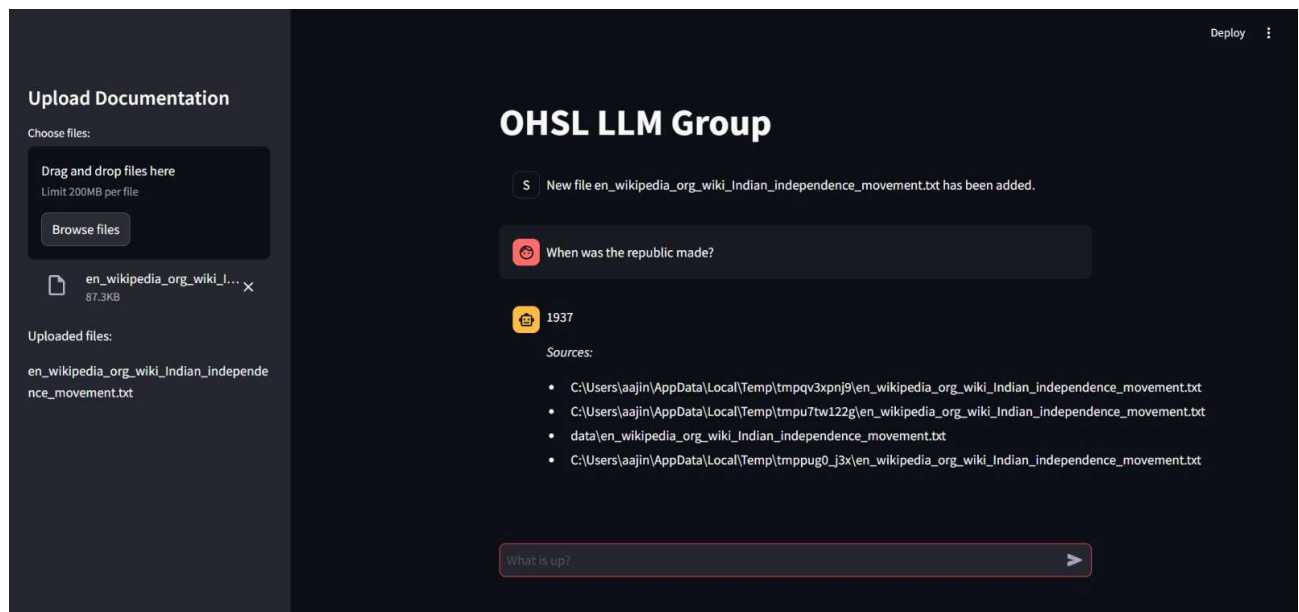 Deploy
Upload Documentation
Choose files:
Drag and drop files here
Limit 200MB per file
Browse files
en_wikipedia_org_wiki_I...
87.3KB
Uploaded files:
en_wikipedia_org_wiki_Indian_independe
nce_movement.txt
OHSL LLM Group
S
New file en_wikipedia_org_wiki_Indian_independence_movement.txt has been added.
When was the republic made?
1937
Sources:
• C:\Users\aajin\AppData\Local\Temp\tmpqv3xpnj9\en_wikipedia_org_wiki_Indian_independence_movement.txt
• C:\Users\aajin\AppData\Local\Temp\tmpu7tw122g\en_wikipedia_org_wiki_Indian_independence_movement.txt
• data\en_wikipedia_org_wiki_Indian_independence_movement.txt
• C:\Users\aajin\AppData\Local\Temp\tmppug0_j3x\en_wikipedia_org_wiki_Indian_independence_movement.txt
What is up?